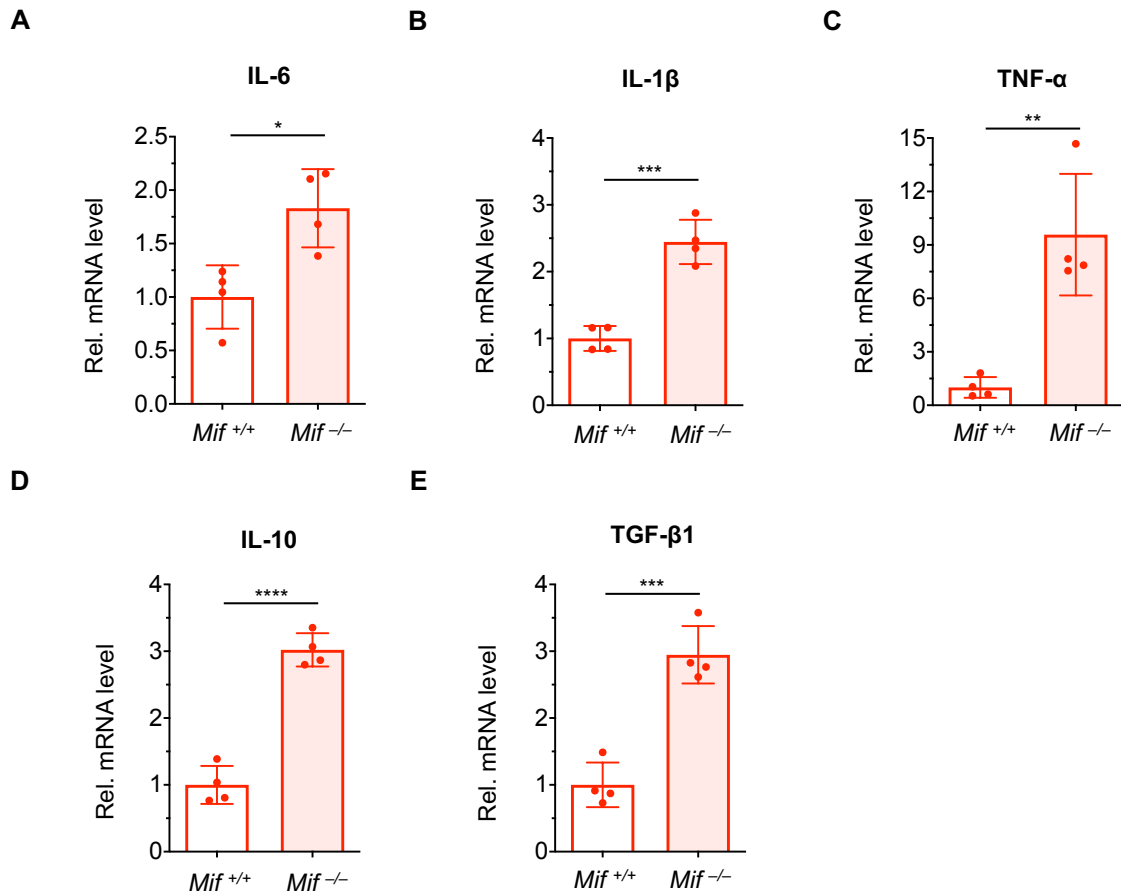 A
IL-6
Rel. mRNA level
2.5
2.0
1.5
1.0
0.5
0.0
*
Mif +/+ Mif –/–
B
IL-1β
Rel. mRNA level
4
3
2
1
0
***
Mif +/+ Mif –/–
C
TNF-α
Rel. mRNA level
15
12
9
6
3
0
**
Mif +/+ Mif –/–
D
IL-10
Rel. mRNA level
4
3
2
1
0
****
Mif +/+ Mif –/–
E
TGF-β1
Rel. mRNA level
4
3
2
1
0
***
Mif +/+ Mif –/–